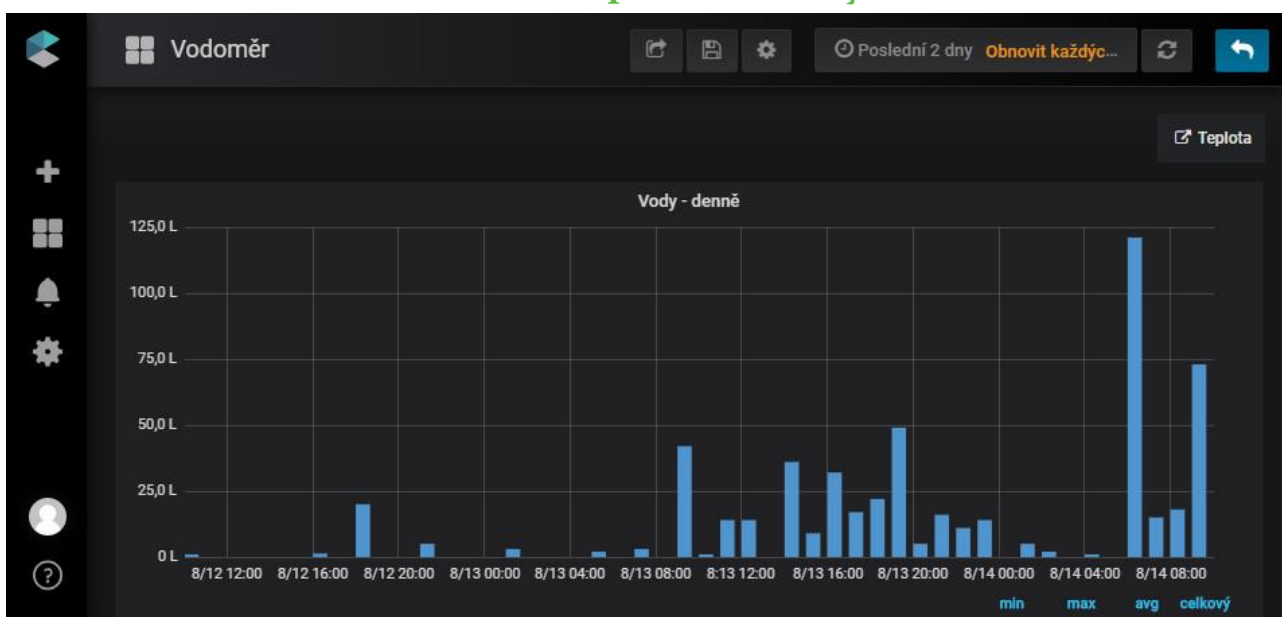 Vodoměr
Poslední 2 dny Obnovit každýc...
Teplota
Vody - denně
125,0 L
100,0 L
75,0 L
50,0 L
25,0 L
0 L
8/12 12:00 8/12 16:00 8/12 20:00 8/13 00:00 8/13 04:00 8/13 08:00 8:13 12:00 8/13 16:00 8/13 20:00 8/14 00:00 8/14 04:00 8/14 08:00
min max avg celkový